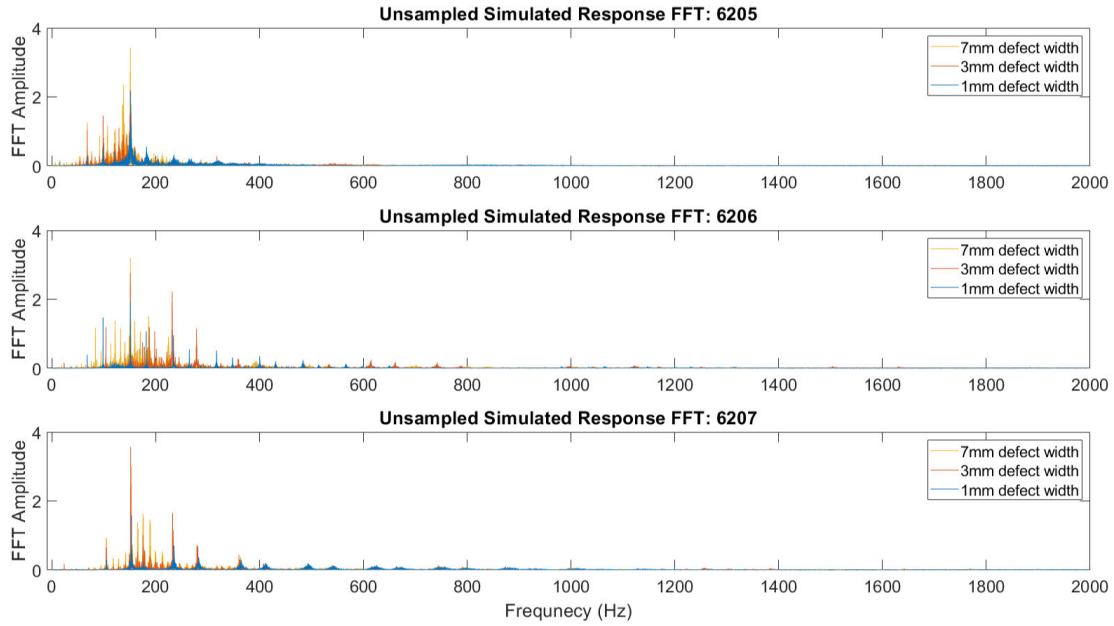 Unsampled Simulated Response FFT: 6205
FFT Amplitude
4
2
0
7mm defect width
3mm defect width
1mm defect width
0 200 400 600 800 1000 1200 1400 1600 1800 2000
Unsampled Simulated Response FFT: 6206
FFT Amplitude
4
2
0
7mm defect width
3mm defect width
1mm defect width
0 200 400 600 800 1000 1200 1400 1600 1800 2000
Unsampled Simulated Response FFT: 6207
FFT Amplitude
4
2
0
7mm defect width
3mm defect width
1mm defect width
0 200 400 600 800 1000 1200 1400 1600 1800 2000
Frequnecy (Hz)